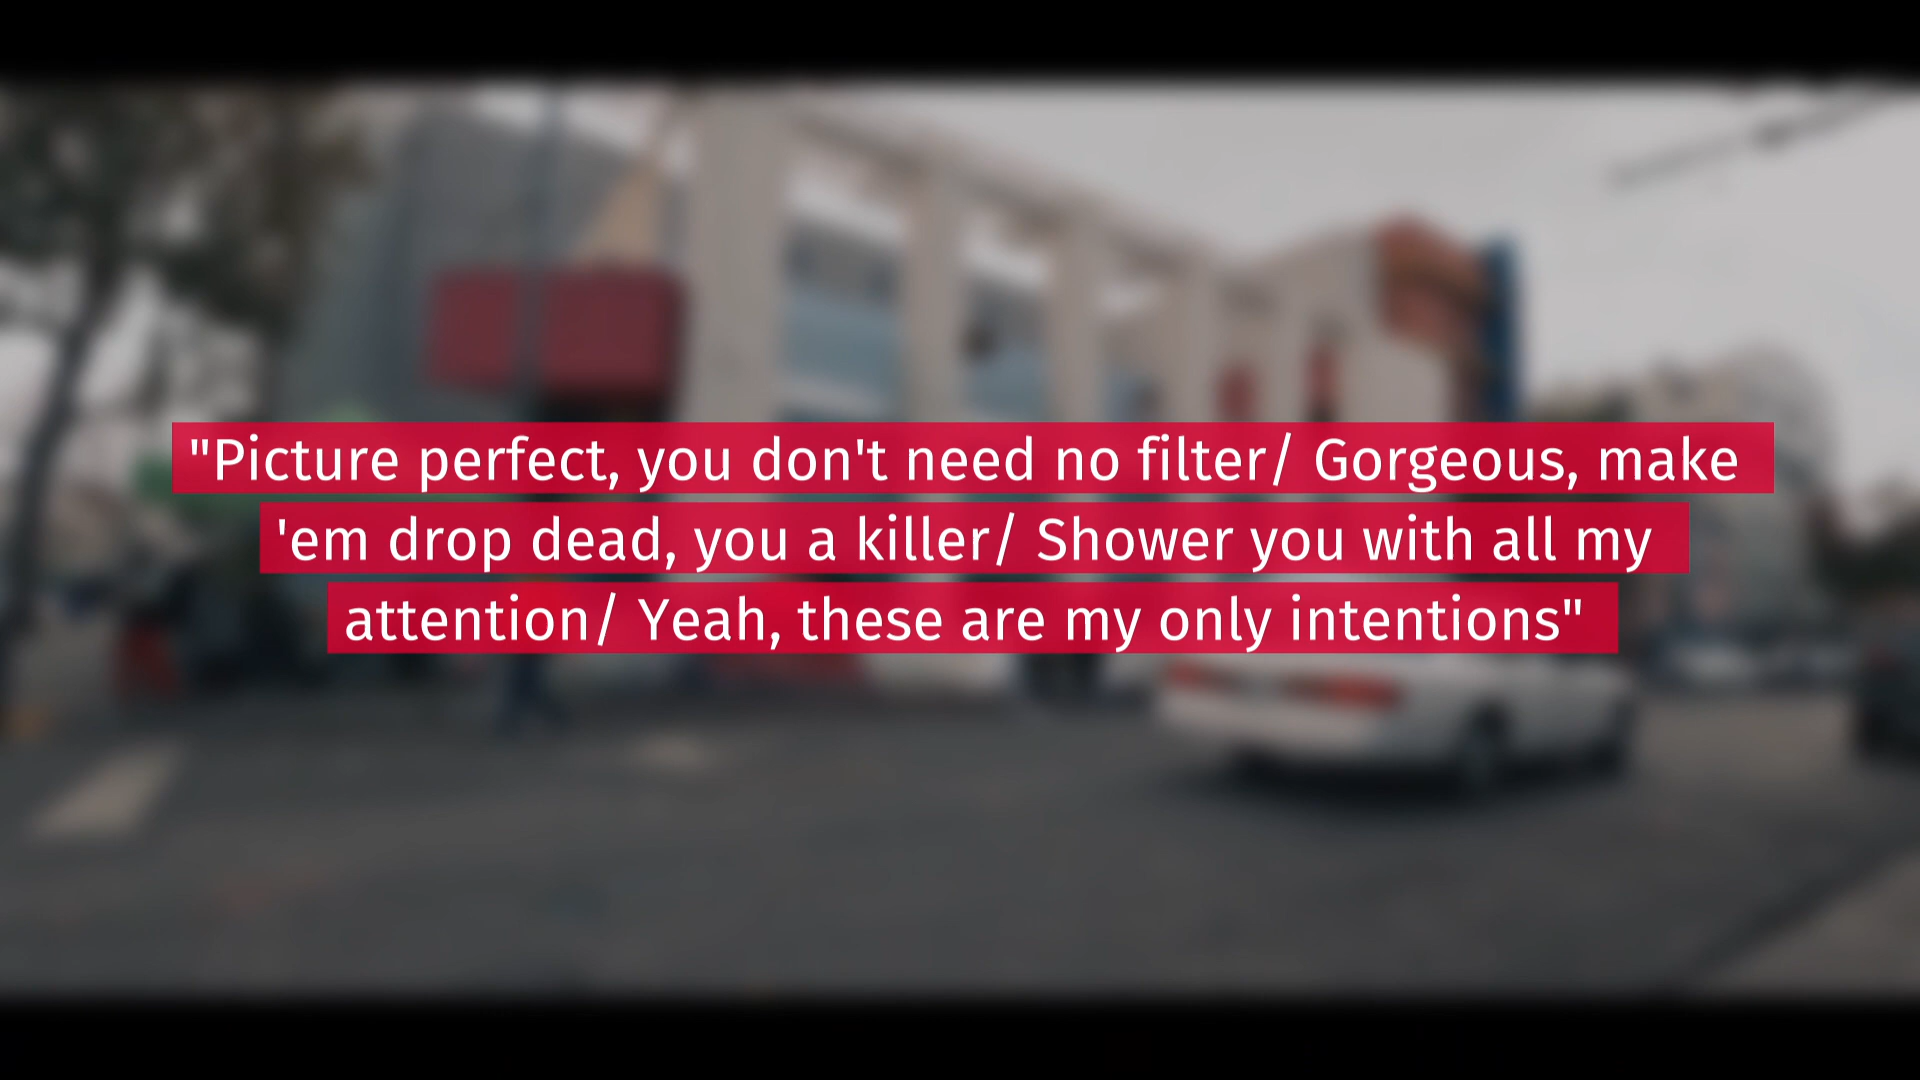 "Picture perfect, you don't need no filter/ Gorgeous, make
'em drop dead, you a killer/ Shower you with all my
attention/ Yeah, these are my only intentions"